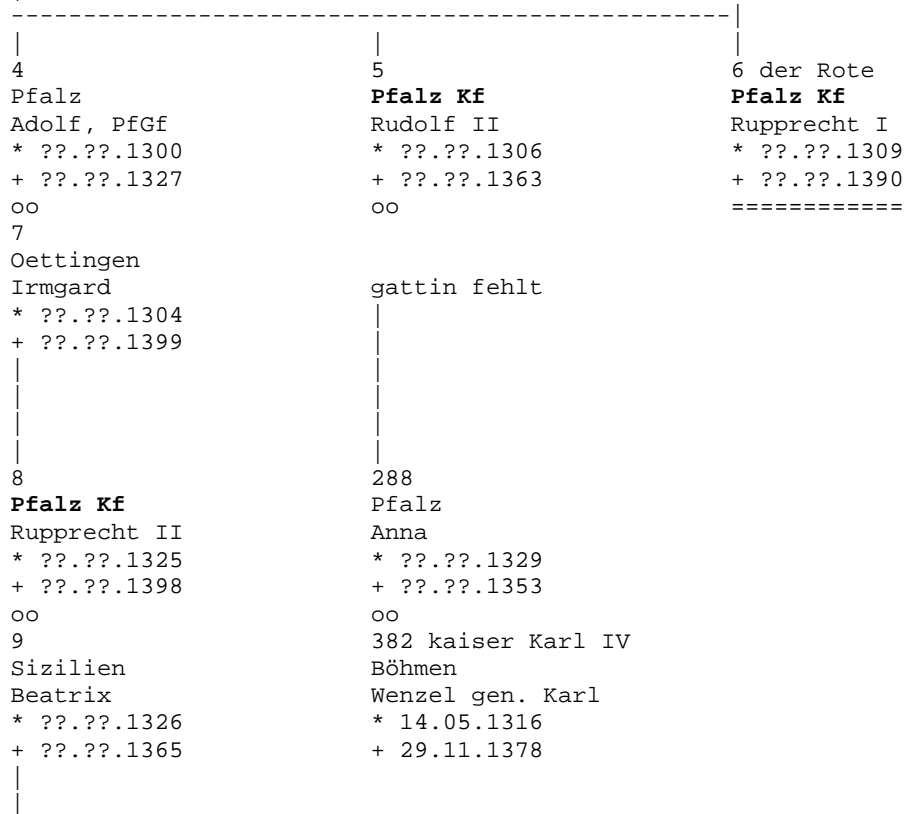 4 5 6 der Rote
Pfalz Pfalz Kf Pfalz Kf
Adolf, PfGf Rudolf II Rupprecht I
* ??.??.1300 * ??.??.1306 * ??.??.1309
+ ??.??.1327 + ??.??.1363 + ??.??.1390
oo oo ============
7
Oettingen
Irmgard gattin fehlt
* ??.??.1304
+ ??.??.1399
8 288
Pfalz Kf Pfalz
Rupprecht II Anna
* ??.??.1325 * ??.??.1329
+ ??.??.1398 + ??.??.1353
oo oo
9 382 kaiser Karl IV
Sizilien Böhmen
Beatrix Wenzel gen. Karl
* ??.??.1326 * 14.05.1316
+ ??.??.1365 + 29.11.1378